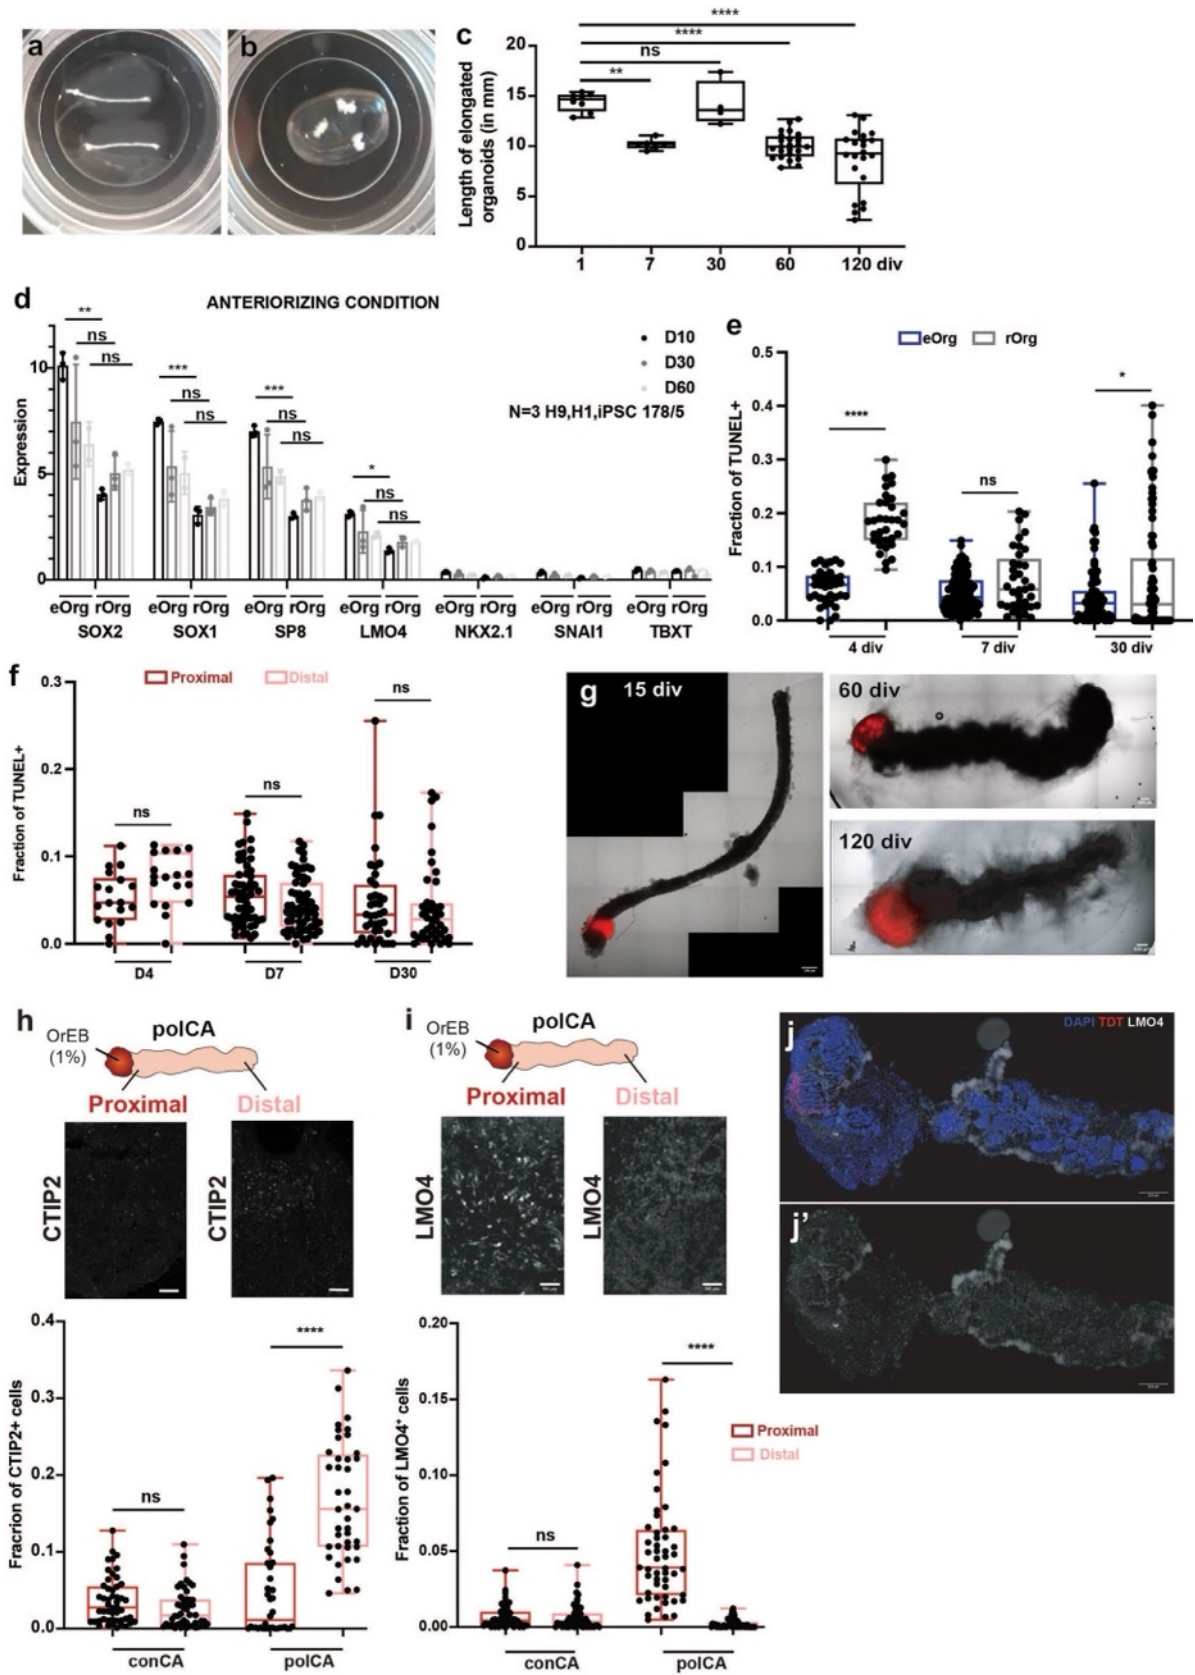 a
b
c
Length of elongated
organoids (in mm)
20
15
10
5
0
****
****
ns
**
1 7 30 60 120 div
d
ANTERIORIZING CONDITION
D10
D30
D60
N=3 H9,H1,iPSC 178/5
Expression
10
5
0
**
ns
ns
***
ns
ns
***
ns
ns
*
ns
ns
eOrg rOrg eOrg rOrg eOrg rOrg eOrg rOrg eOrg rOrg eOrg rOrg eOrg rOrg
SOX2 SOX1 SP8 LMO4 NKX2.1 SNAI1 TBXT
e
eOrg rOrg
Fraction of TUNEL+
0.5
0.4
0.3
0.2
0.1
0.0
****
ns
*
4 div 7 div 30 div
f
Proximal Distal
Fraction of TUNEL+
0.3
0.2
0.1
0.0
ns
ns
ns
D4 D7 D30
g
15 div
60 div
120 div
h
OrEB
(1%)
polCA
Proximal Distal
CTIP2
CTIP2
Fracrion of CTIP2+ cells
0.4
0.3
0.2
0.1
0.0
ns
****
conCA polCA
i
OrEB
(1%)
polCA
Proximal Distal
LMO4
LMO4
Fraction of LMO4+ cells
0.20
0.15
0.10
0.05
0.00
ns
****
conCA polCA
Proximal
Distal
j
DAPI TDT LMO4
j'